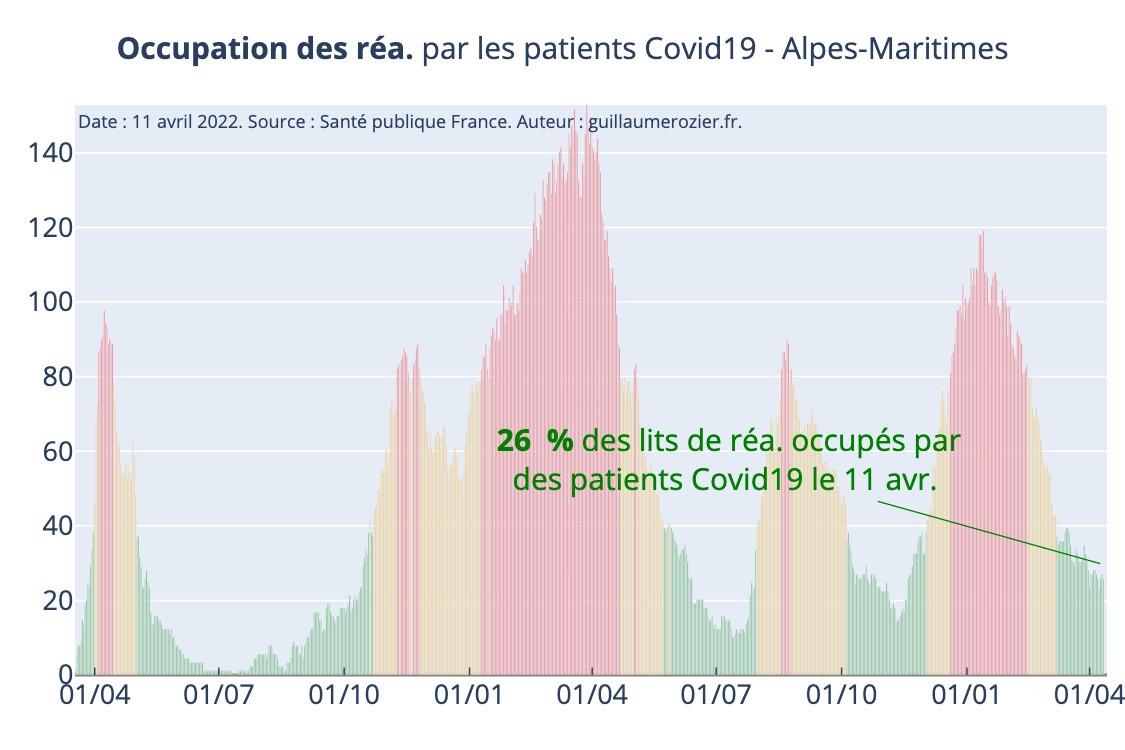 Occupation des réa. par les patients Covid19 - Alpes-Maritimes
Date : 11 avril 2022. Source : Santé publique France. Auteur : guillaumerozier.fr.
140
120
100
80
60
40
20
0
26 % des lits de réa. occupés par
des patients Covid19 le 11 avr.
01/04 01/07 01/10 01/01 01/04 01/07 01/10 01/01 01/04